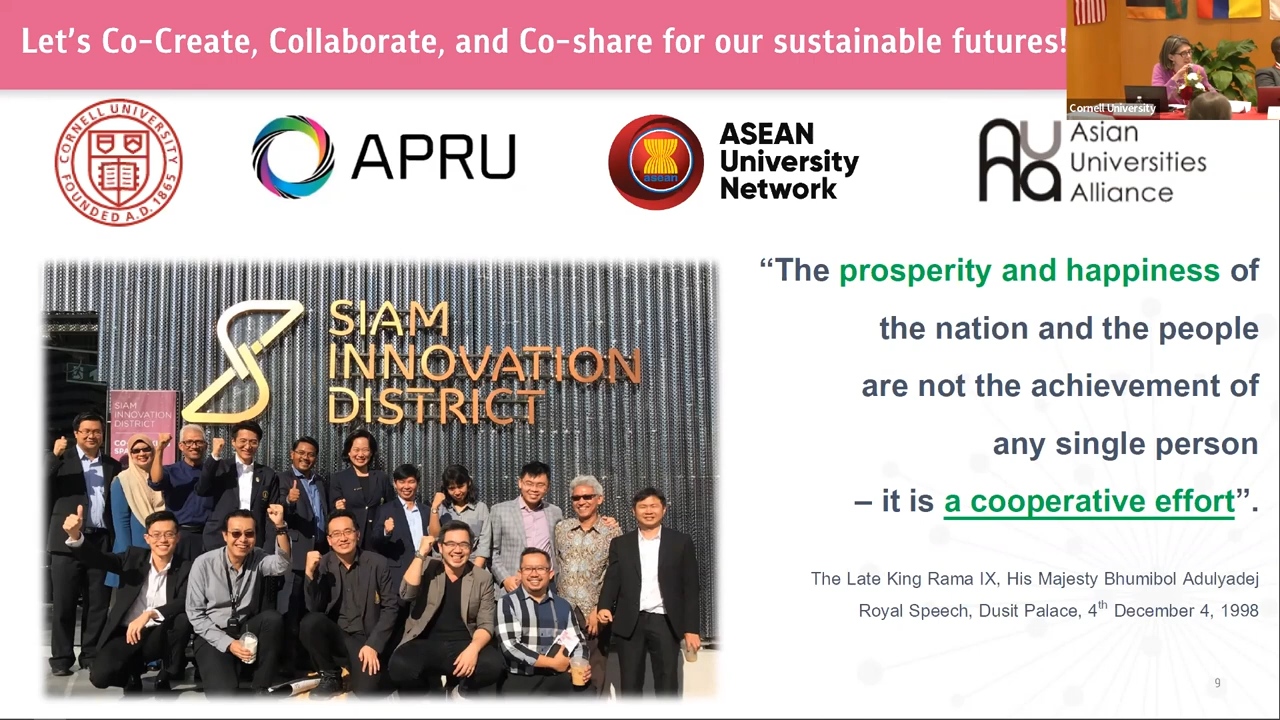 Let's Co-Create, Collaborate, and Co-share for our sustainable futures!
Cornell University
CORNELL UNIVERSITY
FOUNDED A.D. 1865
APRU
asean
ASEAN
University
Network
AUA
Asian
Universities
Alliance
SIAM
INNOVATION
DISTRICT
SIAM
INNOVATION
DISTRICT
“The prosperity and happiness of
the nation and the people
are not the achievement of
any single person
– it is a cooperative effort”.
The Late King Rama IX, His Majesty Bhumibol Adulyadej
Royal Speech, Dusit Palace, 4th December 4, 1998
9